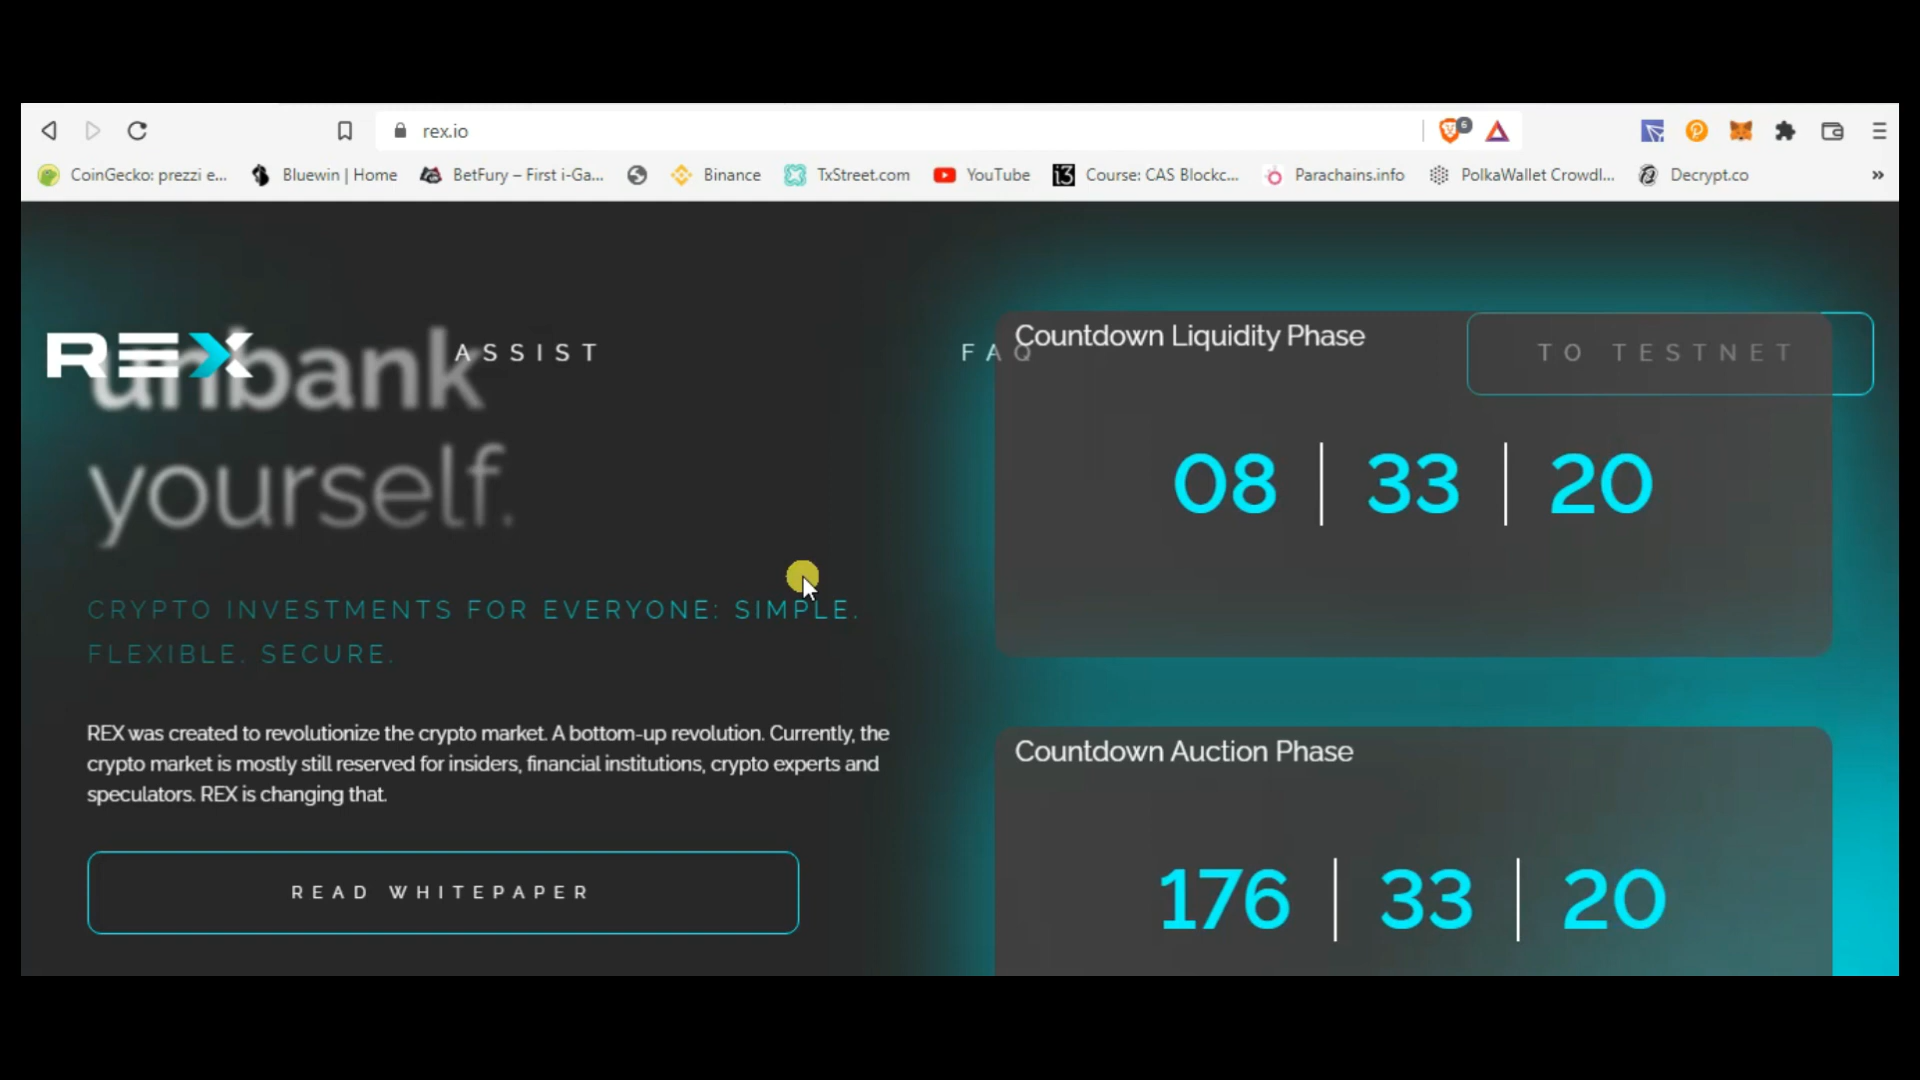 rex.io
6
CoinGecko: prezzi e...
Bluewin | Home
BetFury – First i-Ga...
Binance
TxStreet.com
YouTube
i3
Course: CAS Blockc...
Parachains.info
PolkaWallet Crowdl...
Decrypt.co
»
REX
ASSIST
FAQ
TO TESTNET
unbank
yourself.
CRYPTO INVESTMENTS FOR EVERYONE: SIMPLE.
FLEXIBLE. SECURE.
REX was created to revolutionize the crypto market. A bottom-up revolution. Currently, the
crypto market is mostly still reserved for insiders, financial institutions, crypto experts and
speculators. REX is changing that.
READ WHITEPAPER
Countdown Liquidity Phase
08 | 33 | 20
Countdown Auction Phase
176 | 33 | 20